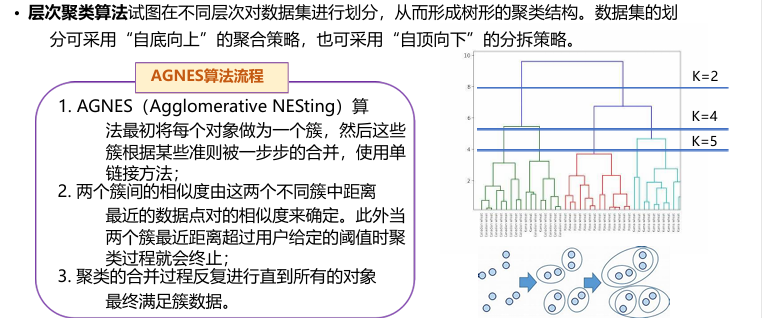 • 层次聚类算法试图在不同层次对数据集进行划分，从而形成树形的聚类结构。数据集的划
分可采用“自底向上”的聚合策略，也可采用“自顶向下”的分拆策略。
AGNES算法流程
1. AGNES（Agglomerative NESting）算
法最初将每个对象做为一个簇，然后这些
簇根据某些准则被一步步的合并，使用单
链接方法；
2. 两个簇间的相似度由这两个不同簇中距离
最近的数据点对的相似度来确定。此外当
两个簇最近距离超过用户给定的阈值时聚
类过程就会终止；
3. 聚类的合并过程反复进行直到所有的对象
最终满足簇数据。
10
8
6
4
2
K=2
K=4
K=5